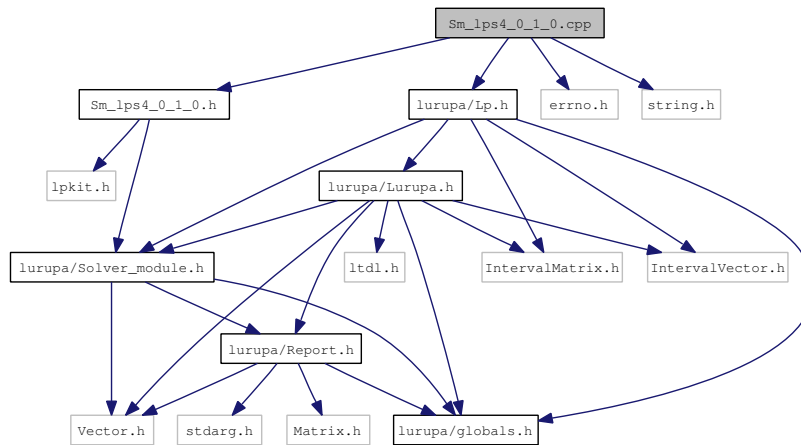 Sm_lps4_0_1_0.cpp
Sm_lps4_0_1_0.h
lurupa/Lp.h
errno.h
string.h
lpkit.h
lurupa/Lurupa.h
lurupa/Solver_module.h
ltdl.h
IntervalMatrix.h
IntervalVector.h
lurupa/Report.h
Vector.h
stdarg.h
Matrix.h
lurupa/globals.h